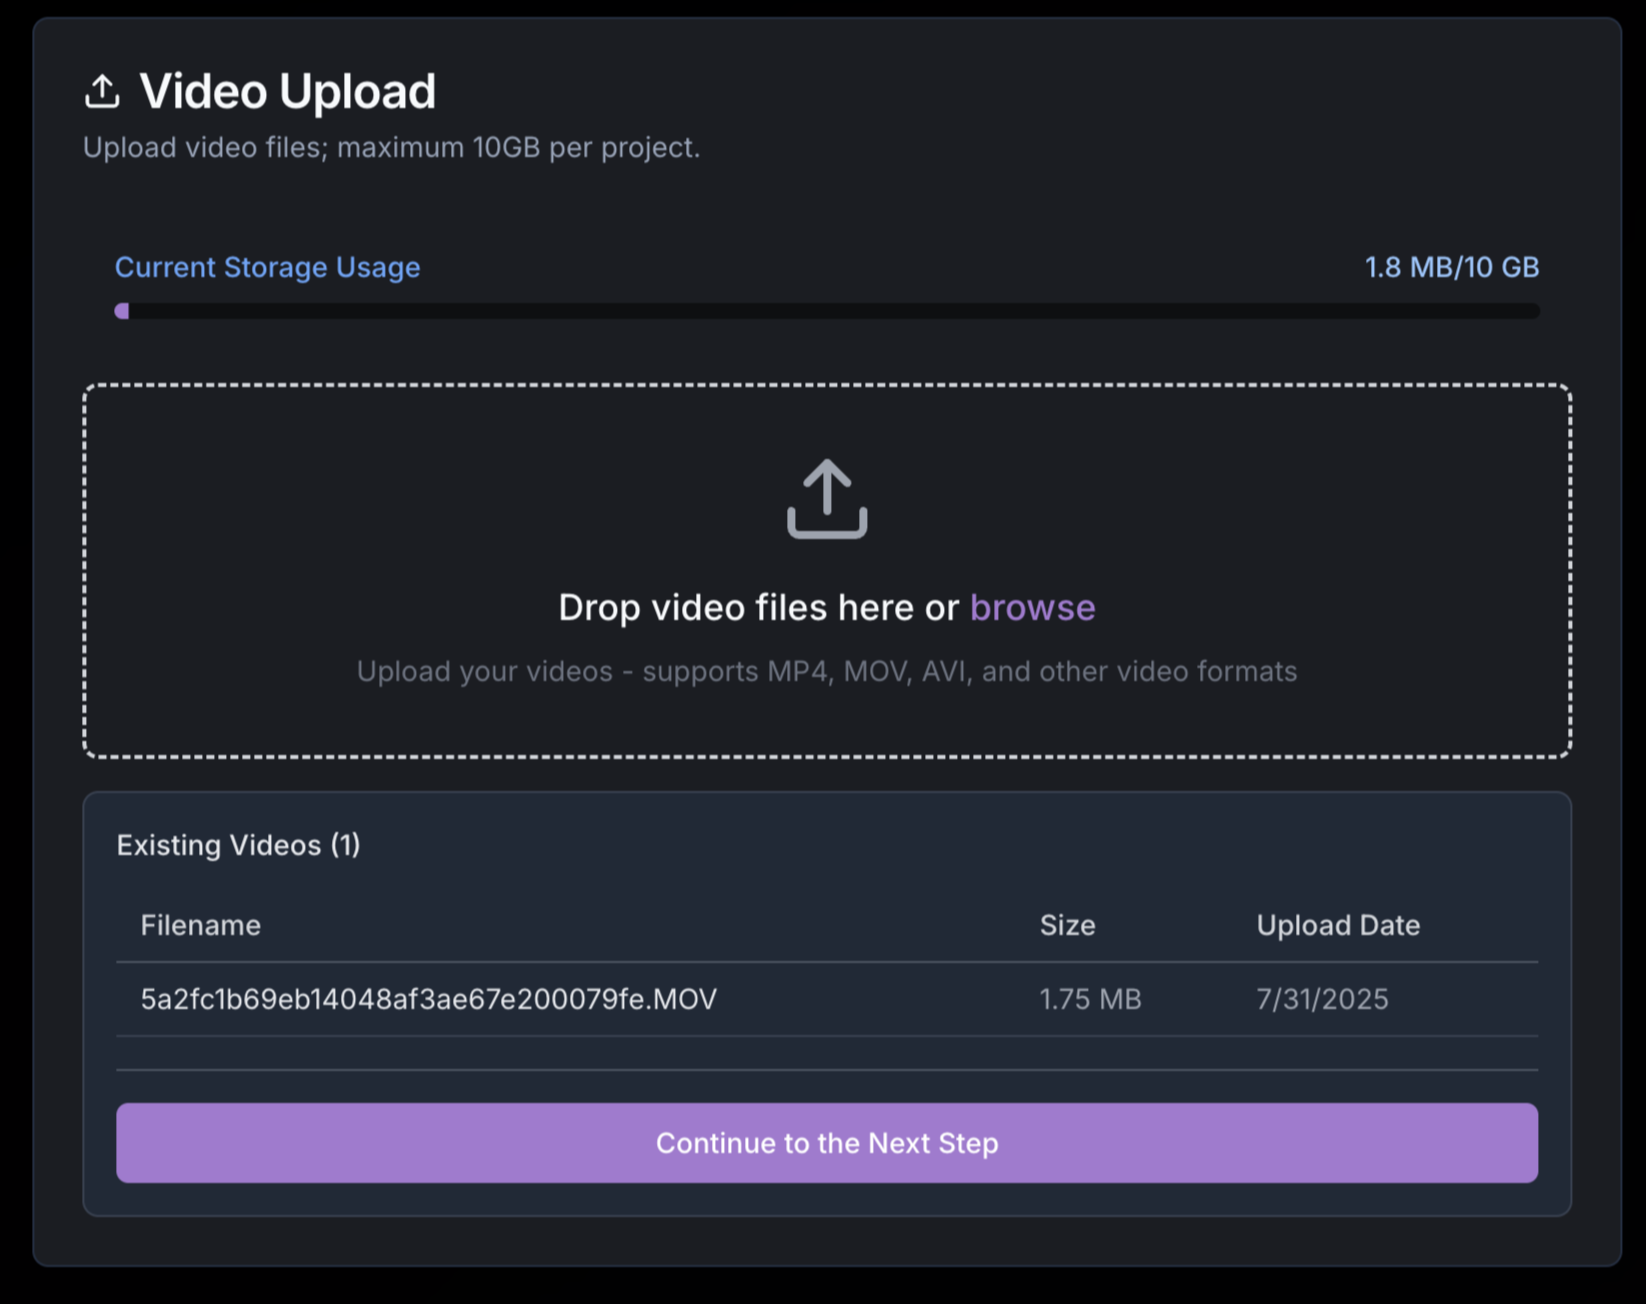 Video Upload
Upload video files; maximum 10GB per project.
Current Storage Usage
1.8 MB/10 GB
Drop video files here or browse
Upload your videos - supports MP4, MOV, AVI, and other video formats
Existing Videos (1)
Filename Size Upload Date
5a2fc1b69eb14048af3ae67e200079fe.MOV 1.75 MB 7/31/2025
Continue to the Next Step